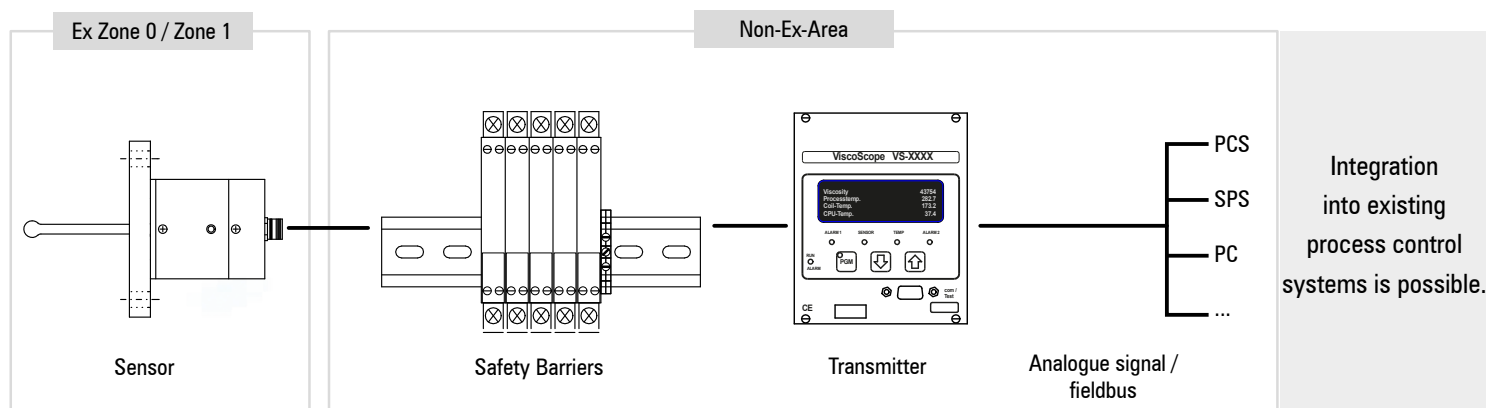 Ex Zone 0 / Zone 1
Non-Ex-Area
ViscoScope VS-XXXX
Viscosity 43754
Processtemp. 282.7
Coil-Temp. 173.2
CPU-Temp. 37.4
ALARM 1 SENSOR TEMP ALARM 2
RUN
ALARM
PGM
com /
Test
CE
PCS
SPS
PC
...
Sensor
Safety Barriers
Transmitter
Analogue signal /
fieldbus
Integration
into existing
process control
systems is possible.